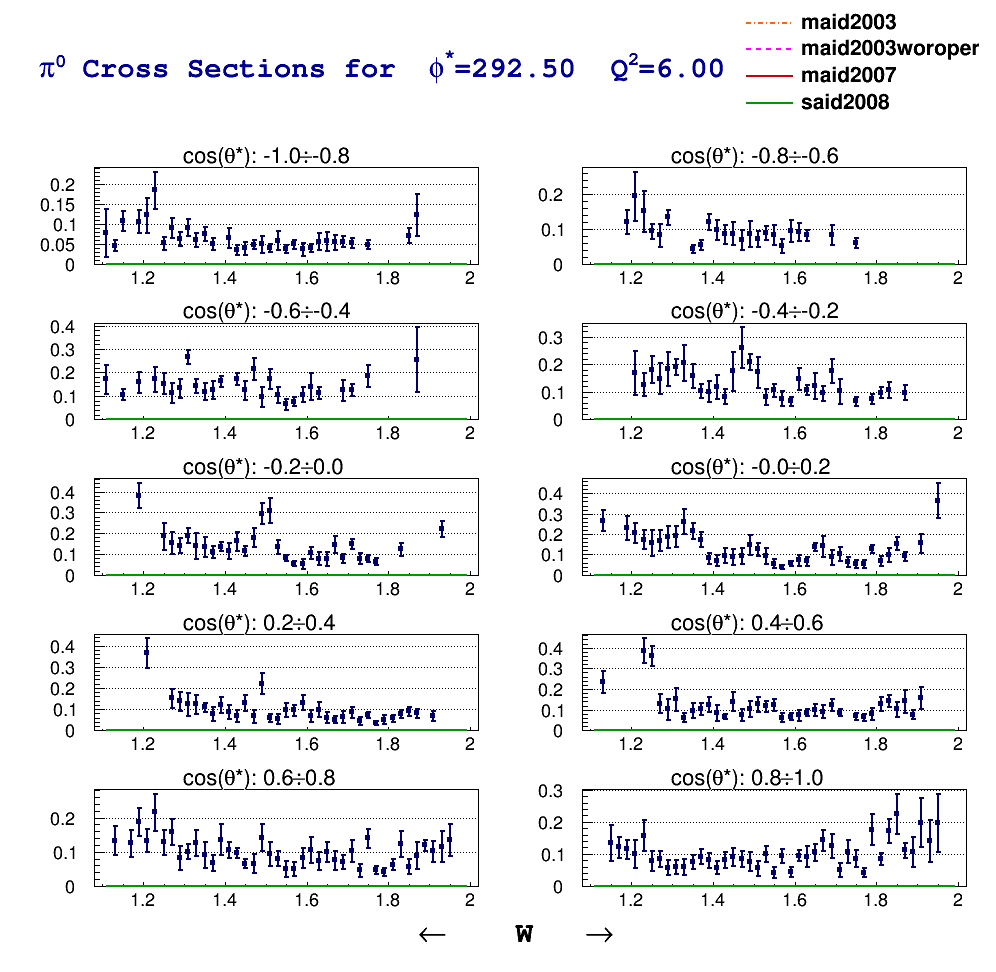 maid2003
maid2003woroper
maid2007
said2008
π⁰ Cross Sections for φ*=292.50 Q²=6.00
cos(θ*): -1.0÷-0.8
0.2
0.15
0.1
0.05
0
1.2 1.4 1.6 1.8 2
cos(θ*): -0.8÷-0.6
0.2
0.1
0
1.2 1.4 1.6 1.8 2
cos(θ*): -0.6÷-0.4
0.4
0.3
0.2
0.1
0
1.2 1.4 1.6 1.8 2
cos(θ*): -0.4÷-0.2
0.3
0.2
0.1
0
1.2 1.4 1.6 1.8 2
cos(θ*): -0.2÷0.0
0.4
0.3
0.2
0.1
0
1.2 1.4 1.6 1.8 2
cos(θ*): -0.0÷0.2
0.4
0.3
0.2
0.1
0
1.2 1.4 1.6 1.8 2
cos(θ*): 0.2÷0.4
0.4
0.3
0.2
0.1
0
1.2 1.4 1.6 1.8 2
cos(θ*): 0.4÷0.6
0.4
0.3
0.2
0.1
0
1.2 1.4 1.6 1.8 2
cos(θ*): 0.6÷0.8
0.2
0.1
0
1.2 1.4 1.6 1.8 2
cos(θ*): 0.8÷1.0
0.3
0.2
0.1
0
1.2 1.4 1.6 1.8 2
← W →